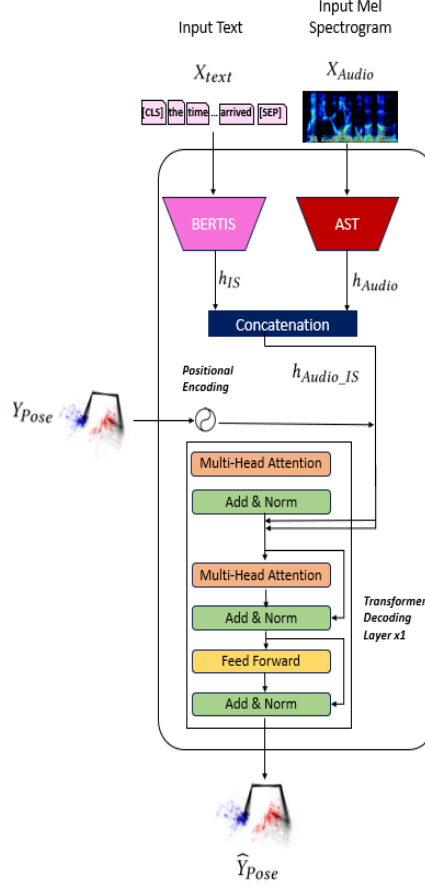 Input Text
Input Mel
Spectrogram
X_text
X_Audio
[CLS] the time ... arrived [SEP]
BERTIS
AST
h_IS
h_Audio
Concatenation
Positional
Encoding
h_Audio_IS
Y_Pose
Multi-Head Attention
Add & Norm
Multi-Head Attention
Add & Norm
Transformer
Decoding
Layer x1
Feed Forward
Add & Norm
Ŷ_Pose